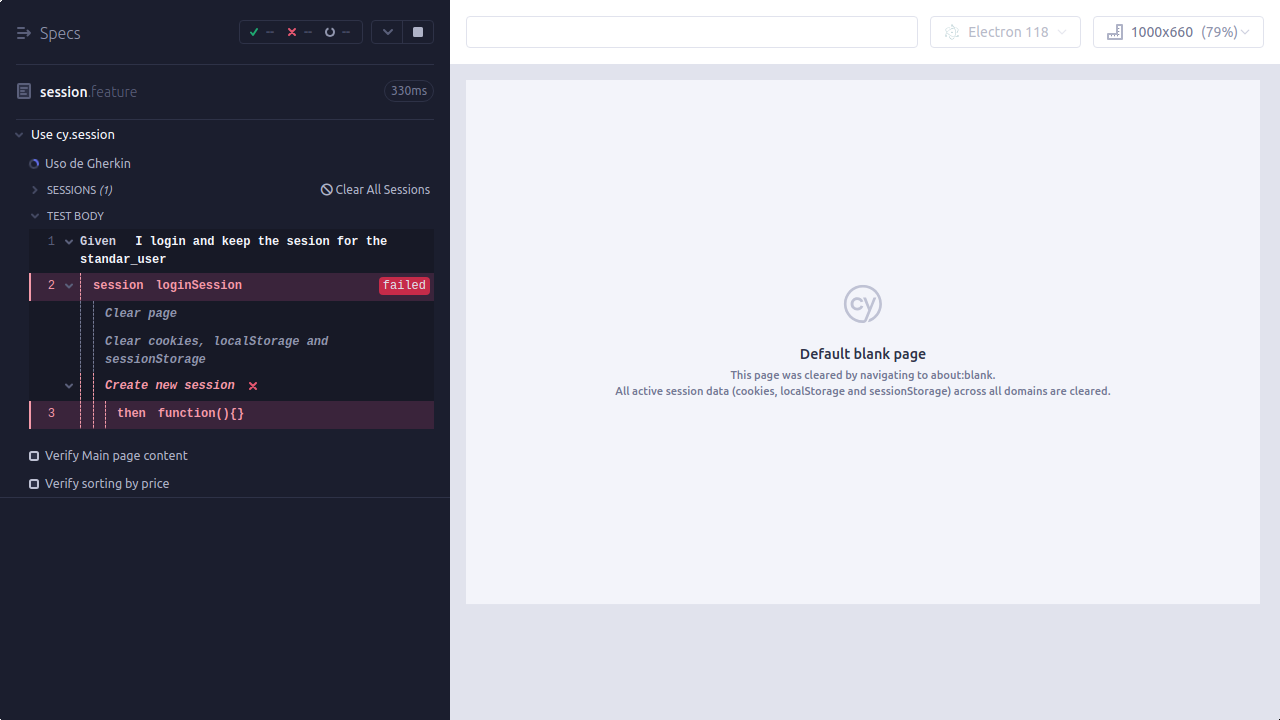 Specs
-- -- --
session.feature 330ms
Use cy.session
Uso de Gherkin
SESSIONS (1) Clear All Sessions
TEST BODY
1 Given I login and keep the sesion for the
standar_user
2 session loginSession failed
Clear page
Clear cookies, localStorage and
sessionStorage
Create new session
3 then function(){}
Verify Main page content
Verify sorting by price
Electron 118 1000x660 (79%)
cy
Default blank page
This page was cleared by navigating to about:blank.
All active session data (cookies, localStorage and sessionStorage) across all domains are cleared.